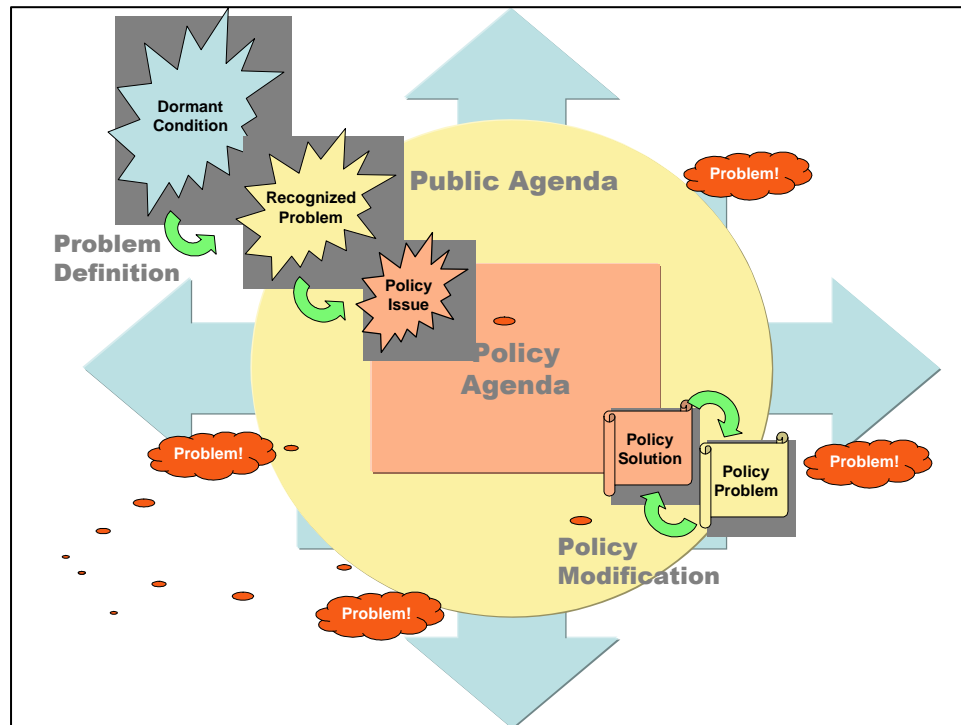 Dormant
Condition
Recognized
Problem
Public Agenda
Problem!
Problem
Definition
Policy
Issue
Policy
Agenda
Problem!
Policy
Solution
Policy
Problem
Problem!
Policy
Modification
Problem!